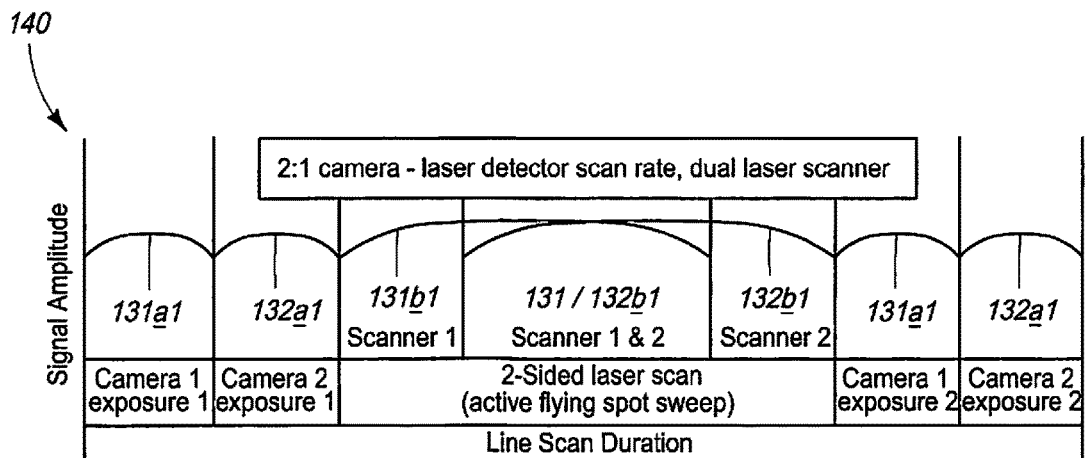 140
2:1 camera - laser detector scan rate, dual laser scanner
Signal Amplitude
131a1
132a1
131b1
131 / 132b1
132b1
131a1
132a1
Scanner 1
Scanner 1 & 2
Scanner 2
Camera 1
exposure 1
Camera 2
exposure 1
2-Sided laser scan
(active flying spot sweep)
Camera 1
exposure 2
Camera 2
exposure 2
Line Scan Duration